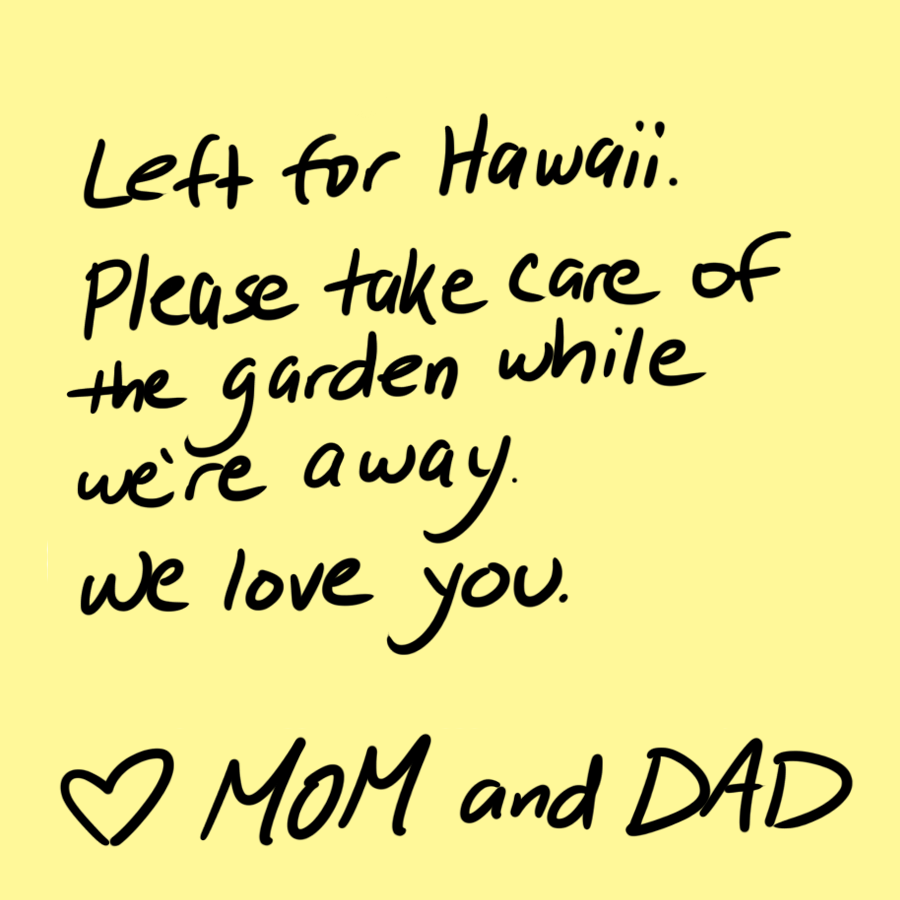 Left for Hawaii.
Please take care of
the garden while
we're away.
We love you.
♡ MOM and DAD